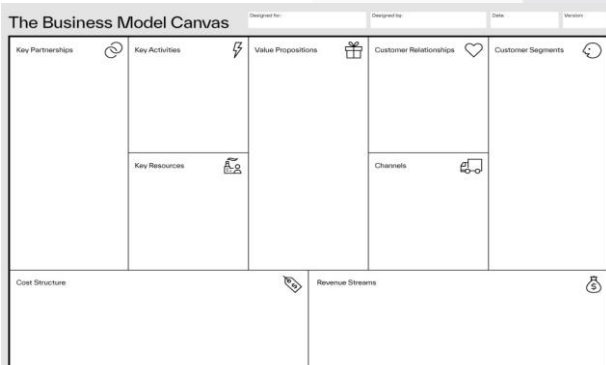 The Business Model Canvas
Designed for:
Designed by:
Date:
Version:
Key Partnerships
Key Activities
Value Propositions
Customer Relationships
Customer Segments
Key Resources
Channels
Cost Structure
Revenue Streams